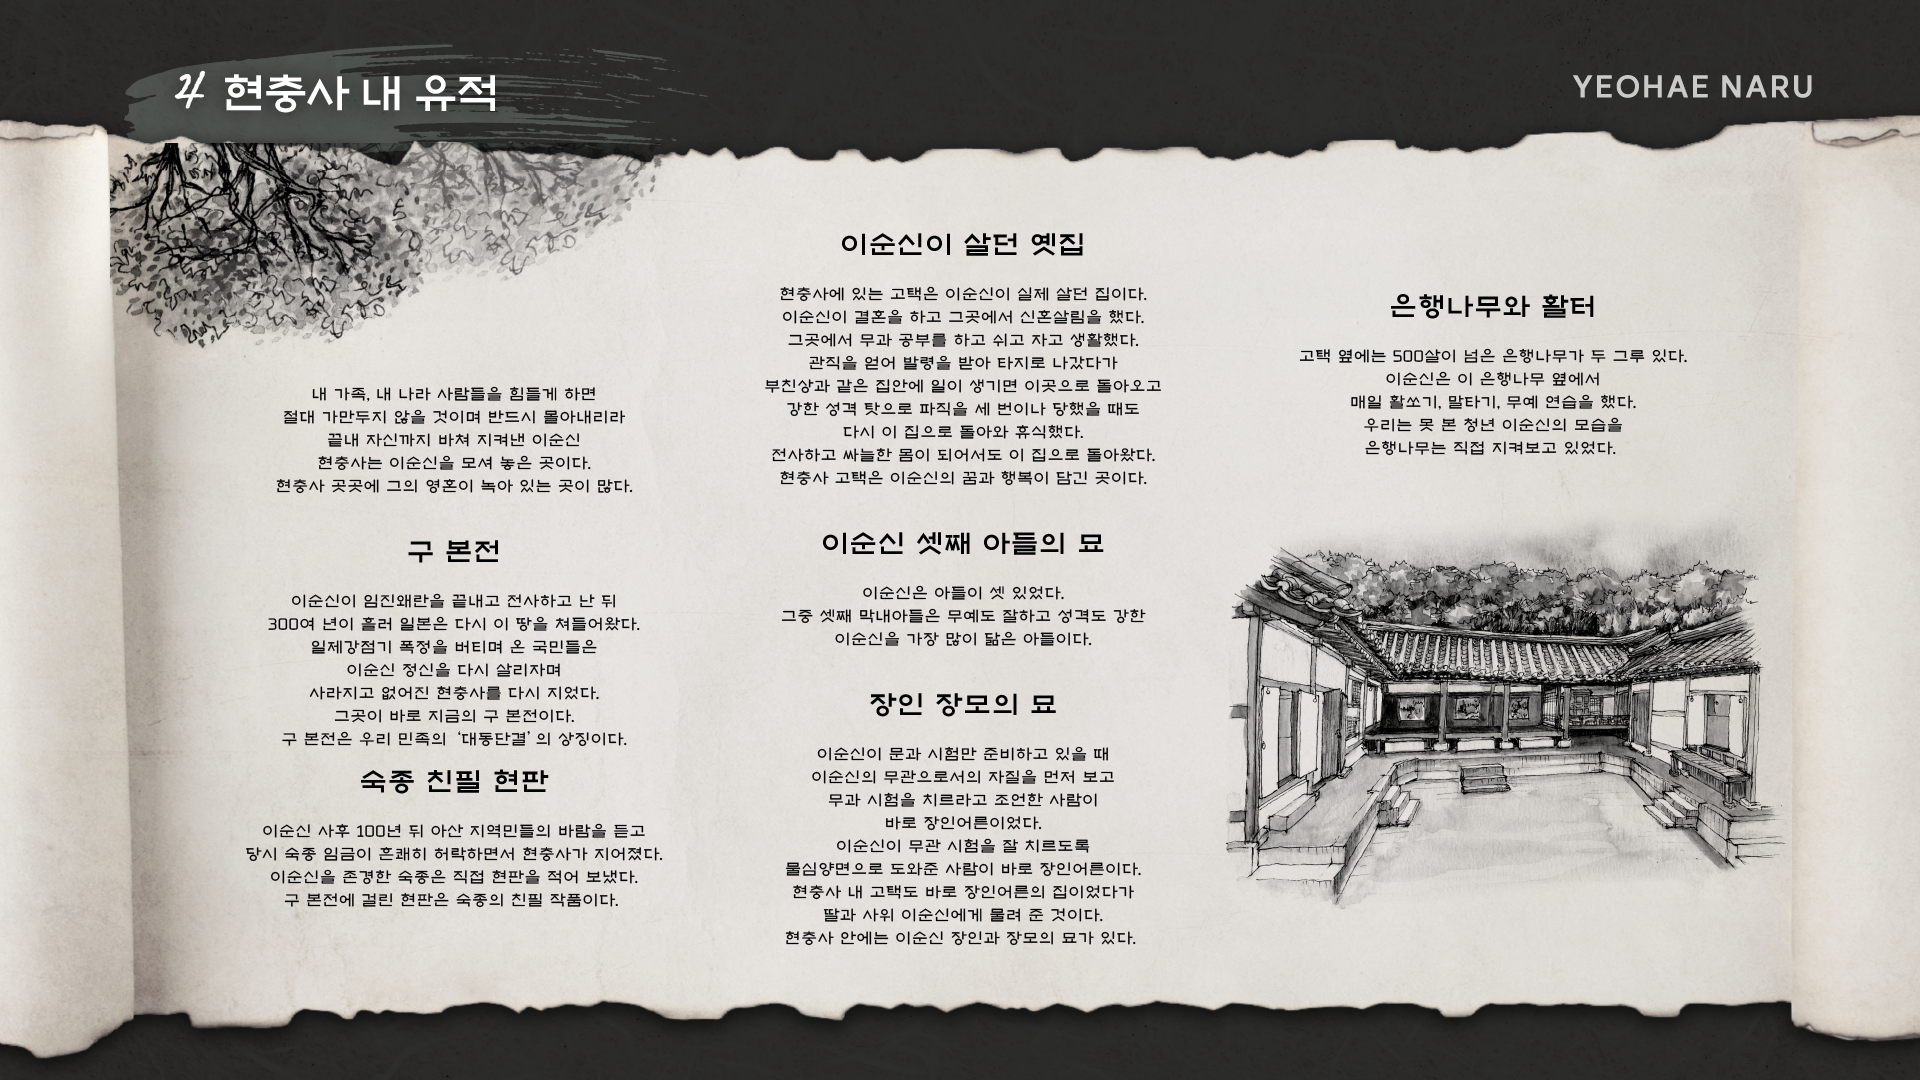 4 현충사 내 유적
YEOHAE NARU
내 가족, 내 나라 사람들을 힘들게 하면
절대 가만두지 않을 것이며 반드시 몰아내리라
끝내 자신까지 바쳐 지켜낸 이순신
현충사는 이순신을 모셔 놓은 곳이다.
현충사 곳곳에 그의 영혼이 녹아 있는 곳이 많다.
구 본전
이순신이 임진왜란을 끝내고 전사하고 난 뒤
300여 년이 흘러 일본은 다시 이 땅을 쳐들어왔다.
일제강점기 폭정을 버티며 온 국민들은
이순신 정신을 다시 살리자며
사라지고 없어진 현충사를 다시 지었다.
그곳이 바로 지금의 구 본전이다.
구 본전은 우리 민족의 ‘대동단결’의 상징이다.
숙종 친필 현판
이순신 사후 100년 뒤 아산 지역민들의 바람을 듣고
당시 숙종 임금이 흔쾌히 허락하면서 현충사가 지어졌다.
이순신을 존경한 숙종은 직접 현판을 적어 보냈다.
구 본전에 걸린 현판은 숙종의 친필 작품이다.
이순신이 살던 옛집
현충사에 있는 고택은 이순신이 실제 살던 집이다.
이순신이 결혼을 하고 그곳에서 신혼살림을 했다.
그곳에서 무과 공부를 하고 쉬고 자고 생활했다.
관직을 얻어 발령을 받아 타지로 나갔다가
부친상과 같은 집안에 일이 생기면 이곳으로 돌아오고
강한 성격 탓으로 파직을 세 번이나 당했을 때도
다시 이 집으로 돌아와 휴식했다.
전사하고 싸늘한 몸이 되어서도 이 집으로 돌아왔다.
현충사 고택은 이순신의 꿈과 행복이 담긴 곳이다.
이순신 셋째 아들의 묘
이순신은 아들이 셋 있었다.
그중 셋째 막내아들은 무예도 잘하고 성격도 강한
이순신을 가장 많이 닮은 아들이다.
장인 장모의 묘
이순신이 문과 시험만 준비하고 있을 때
이순신의 무관으로서의 자질을 먼저 보고
무과 시험을 치르라고 조언한 사람이
바로 장인어른이었다.
이순신이 무관 시험을 잘 치르도록
물심양면으로 도와준 사람이 바로 장인어른이다.
현충사 내 고택도 바로 장인어른의 집이었다가
딸과 사위 이순신에게 물려 준 것이다.
현충사 안에는 이순신 장인과 장모의 묘가 있다.
은행나무와 활터
고택 옆에는 500살이 넘은 은행나무가 두 그루 있다.
이순신은 이 은행나무 옆에서
매일 활쏘기, 말타기, 무예 연습을 했다.
우리는 못 본 청년 이순신의 모습을
은행나무는 직접 지켜보고 있었다.